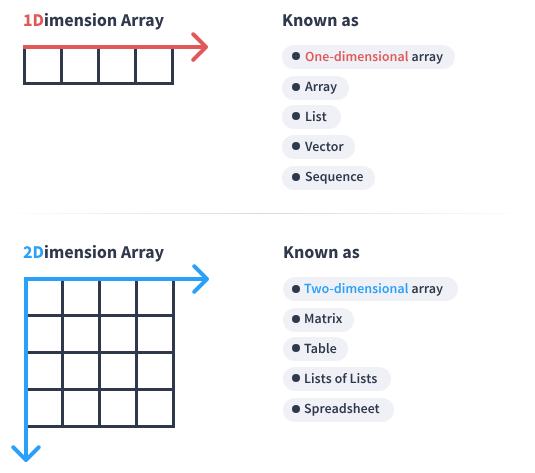 1Dimension Array
Known as
One-dimensional array
Array
List
Vector
Sequence
2Dimension Array
Known as
Two-dimensional array
Matrix
Table
Lists of Lists
Spreadsheet